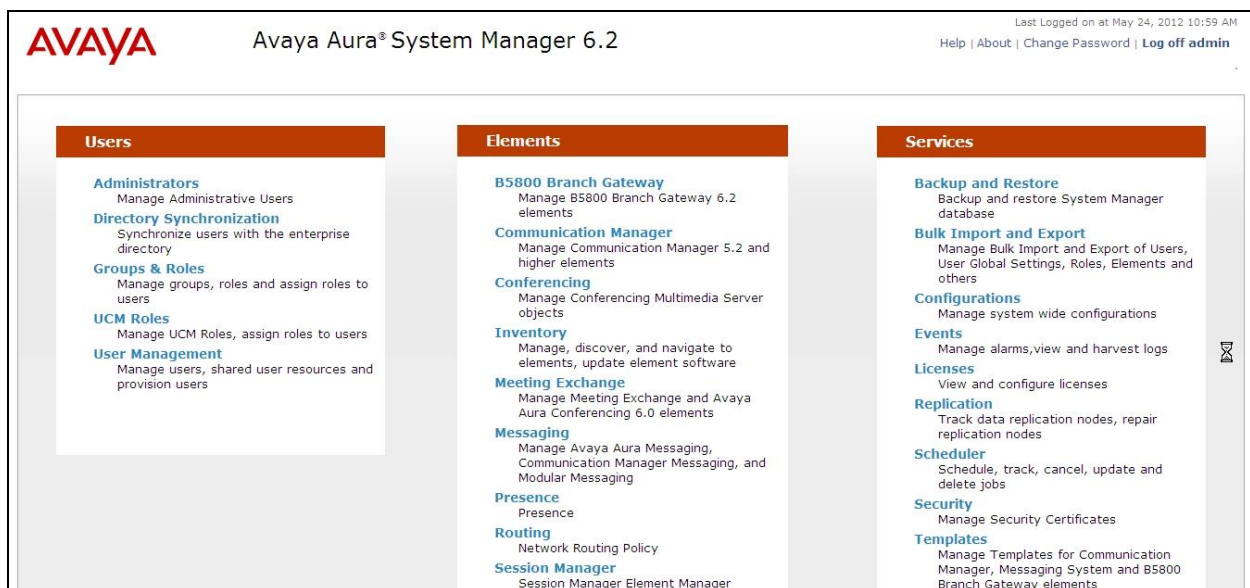 Last Logged on at May 24, 2012 10:59 AM
AVAYA
Avaya Aura® System Manager 6.2
Help | About | Change Password | Log off admin
Users
Administrators
Manage Administrative Users
Directory Synchronization
Synchronize users with the enterprise
directory
Groups & Roles
Manage groups, roles and assign roles to
users
UCM Roles
Manage UCM Roles, assign roles to users
User Management
Manage users, shared user resources and
provision users
Elements
B5800 Branch Gateway
Manage B5800 Branch Gateway 6.2
elements
Communication Manager
Manage Communication Manager 5.2 and
higher elements
Conferencing
Manage Conferencing Multimedia Server
objects
Inventory
Manage, discover, and navigate to
elements, update element software
Meeting Exchange
Manage Meeting Exchange and Avaya
Aura Conferencing 6.0 elements
Messaging
Manage Avaya Aura Messaging,
Communication Manager Messaging, and
Modular Messaging
Presence
Presence
Routing
Network Routing Policy
Session Manager
Session Manager Element Manager
Services
Backup and Restore
Backup and restore System Manager
database
Bulk Import and Export
Manage Bulk Import and Export of Users,
User Global Settings, Roles, Elements and
others
Configurations
Manage system wide configurations
Events
Manage alarms,view and harvest logs
Licenses
View and configure licenses
Replication
Track data replication nodes, repair
replication nodes
Scheduler
Schedule, track, cancel, update and
delete jobs
Security
Manage Security Certificates
Templates
Manage Templates for Communication
Manager, Messaging System and B5800
Branch Gateway elements